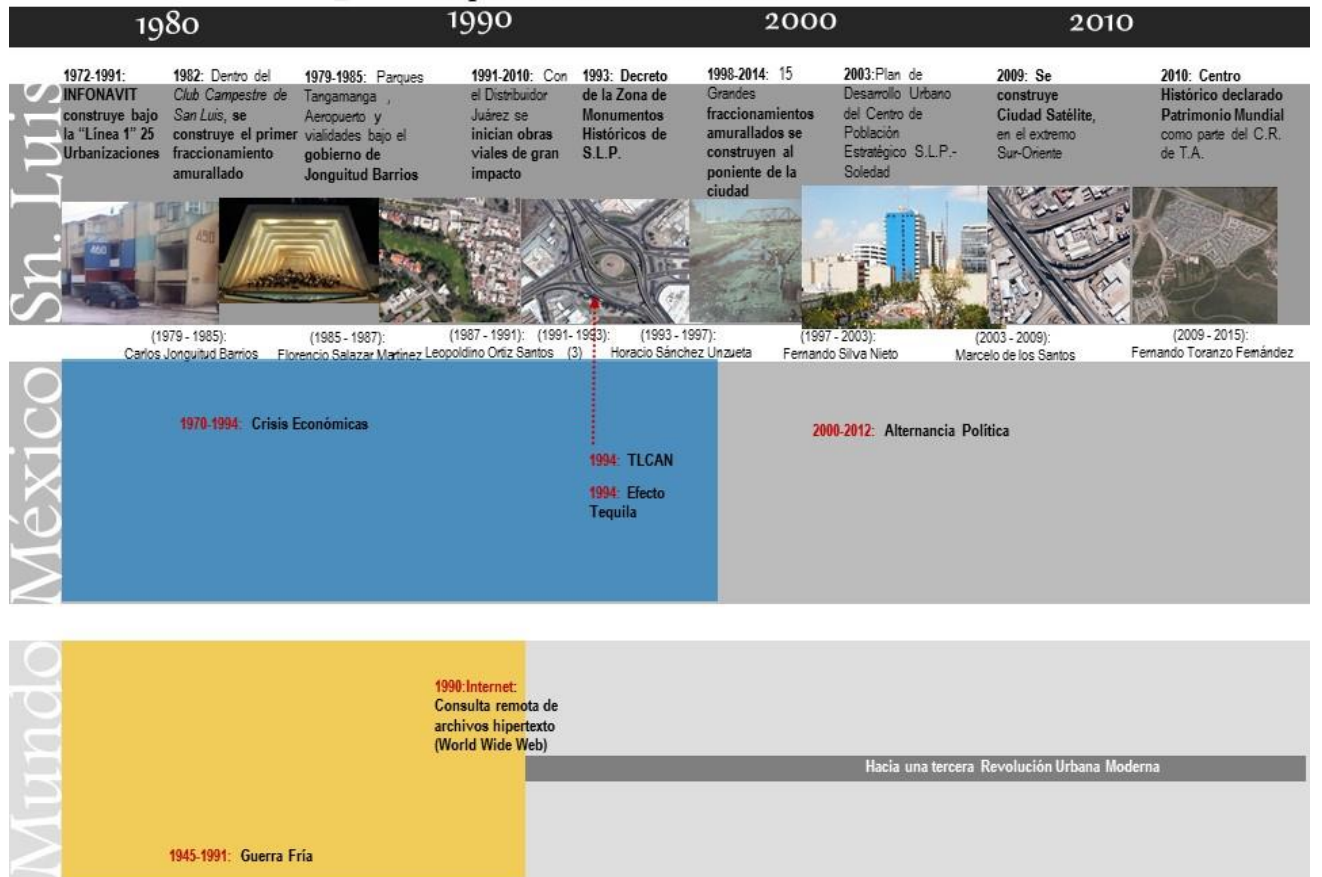 1980
1990
2000
2010
Sn. Luis
1972-1991:
INFONAVIT
construye bajo
la “Línea 1” 25
Urbanizaciones
1982: Dentro del
Club Campestre de
San Luis, se
construye el primer
fraccionamiento
amurallado
1979-1985: Parques
Tangamanga ,
Aeropuerto y
vialidades bajo el
gobierno de
Jonguitud Barrios
1991-2010: Con
el Distribuidor
Juárez se
inician obras
viales de gran
impacto
1993: Decreto
de la Zona de
Monumentos
Históricos de
S.L.P.
1998-2014: 15
Grandes
fraccionamientos
amurallados se
construyen al
poniente de la
ciudad
2003:Plan de
Desarrollo Urbano
del Centro de
Población
Estratégico S.L.P.-
Soledad
2009: Se
construye
Ciudad Satélite,
en el extremo
Sur-Oriente
2010: Centro
Histórico declarado
Patrimonio Mundial
como parte del C.R.
de T.A.
450
450
(1979 - 1985):
Carlos Jonguitud Barrios
(1985 - 1987):
Florencio Salazar Martinez
(1987 - 1991):
Leopoldino Ortiz Santos
(1991- 1993):
(3)
(1993 - 1997):
Horacio Sánchez Unzueta
(1997 - 2003):
Fernando Silva Nieto
(2003 - 2009):
Marcelo de los Santos
(2009 - 2015):
Fernando Toranzo Fernández
México
1970-1994: Crisis Económicas
1994: TLCAN
1994: Efecto
Tequila
2000-2012: Alternancia Política
Mundo
1990:Internet:
Consulta remota de
archivos hipertexto
(World Wide Web)
Hacia una tercera Revolución Urbana Moderna
1945-1991: Guerra Fría